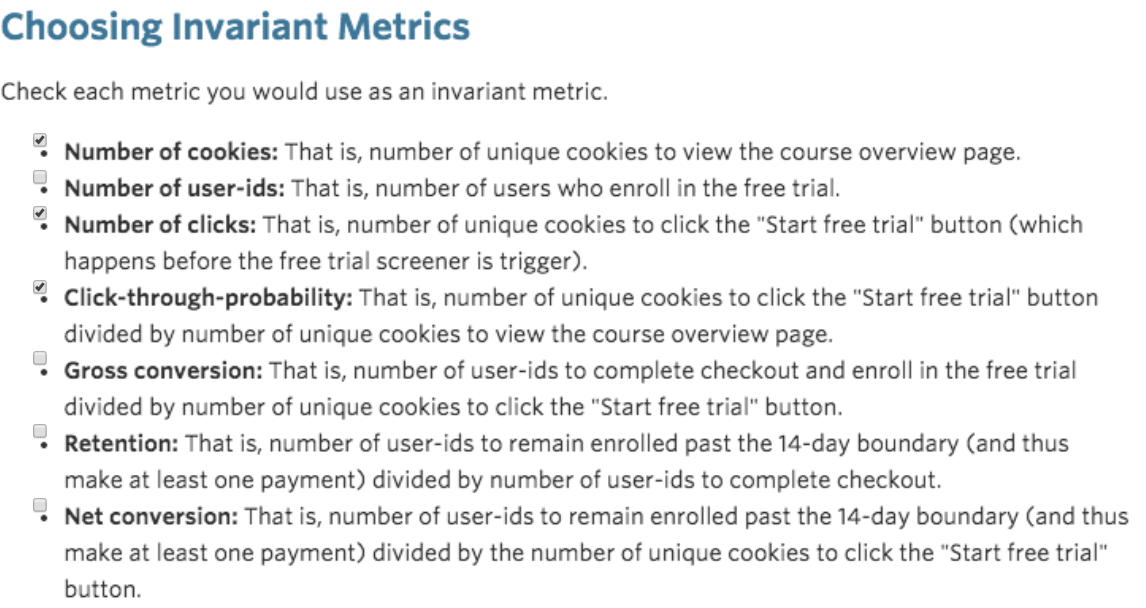 Choosing Invariant Metrics
Check each metric you would use as an invariant metric.
Number of cookies: That is, number of unique cookies to view the course overview page.
Number of user-ids: That is, number of users who enroll in the free trial.
Number of clicks: That is, number of unique cookies to click the "Start free trial" button (which
happens before the free trial screener is trigger).
Click-through-probability: That is, number of unique cookies to click the "Start free trial" button
divided by number of unique cookies to view the course overview page.
Gross conversion: That is, number of user-ids to complete checkout and enroll in the free trial
divided by number of unique cookies to click the "Start free trial" button.
Retention: That is, number of user-ids to remain enrolled past the 14-day boundary (and thus
make at least one payment) divided by number of user-ids to complete checkout.
Net conversion: That is, number of user-ids to remain enrolled past the 14-day boundary (and thus
make at least one payment) divided by the number of unique cookies to click the "Start free trial"
button.